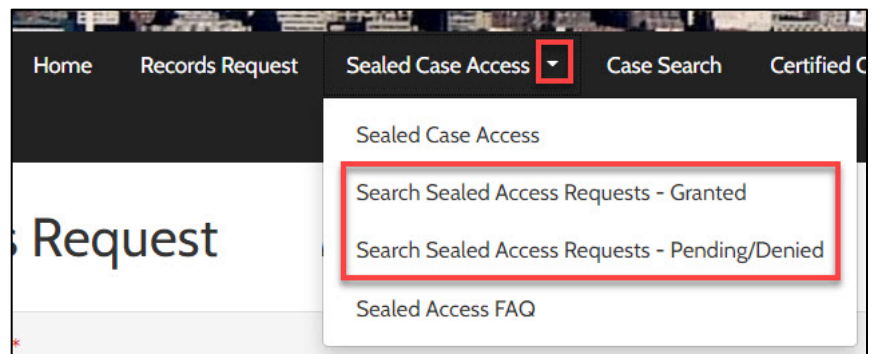 Home Records Request Sealed Case Access Case Search Certified
Sealed Case Access
Search Sealed Access Requests - Granted
Request
Search Sealed Access Requests - Pending/Denied
Sealed Access FAQ
*